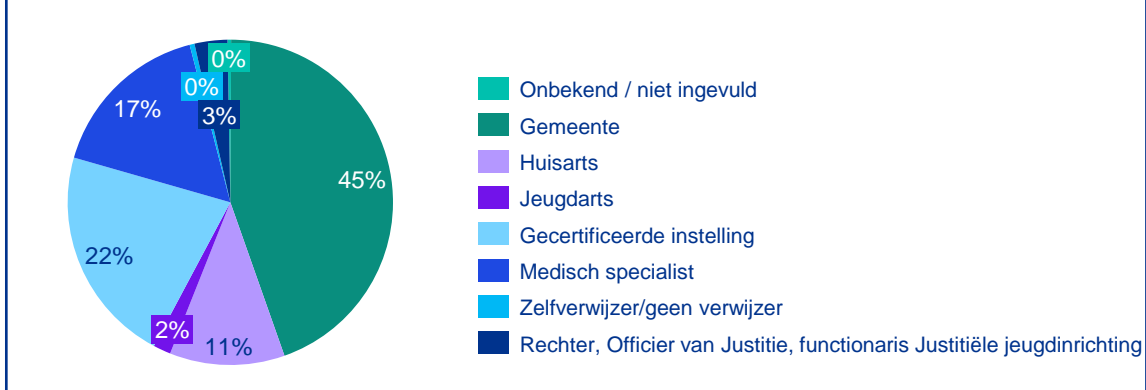 0%
0%
17%
3%
45%
22%
2%
11%
Onbekend / niet ingevuld
Gemeente
Huisarts
Jeugdarts
Gecertificeerde instelling
Medisch specialist
Zelfverwijzer/geen verwijzer
Rechter, Officier van Justitie, functionaris Justitiële jeugdinrichting